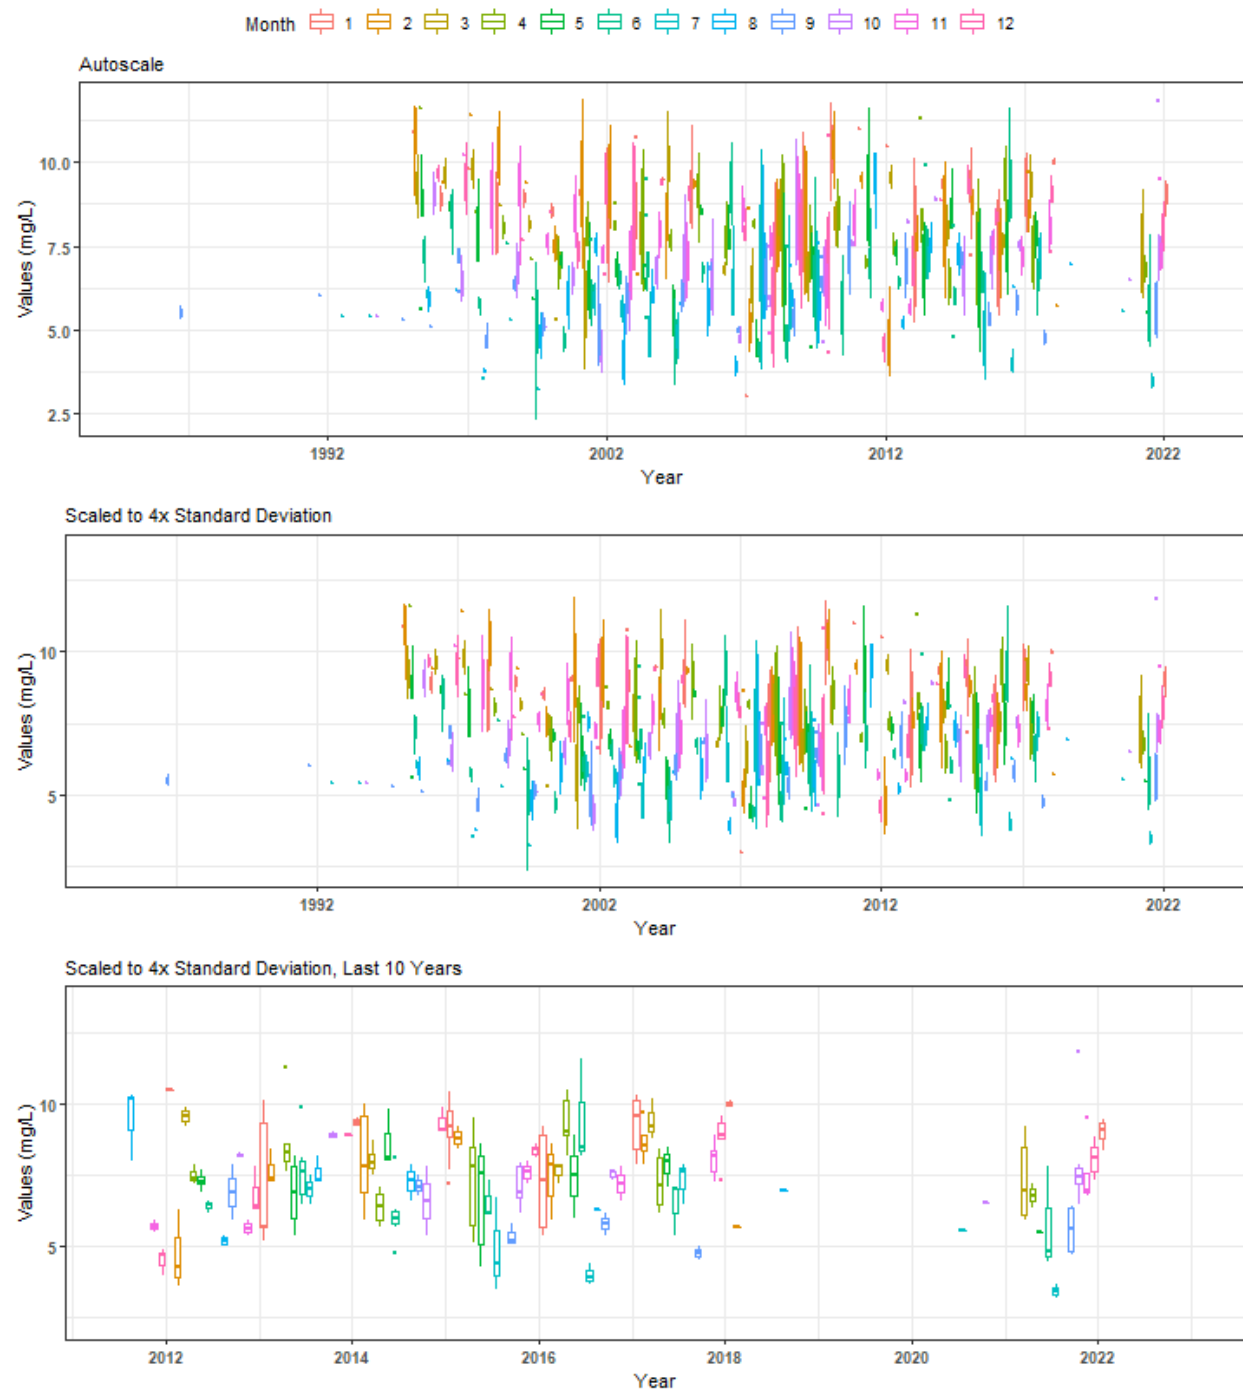 Month 1 2 3 4 5 6 7 8 9 10 11 12
Autoscale
Values (mg/L)
10.0
7.5
5.0
2.5
1992 2002 2012 2022
Year
Scaled to 4x Standard Deviation
Values (mg/L)
10
5
1992 2002 2012 2022
Year
Scaled to 4x Standard Deviation, Last 10 Years
Values (mg/L)
10
5
2012 2014 2016 2018 2020 2022
Year